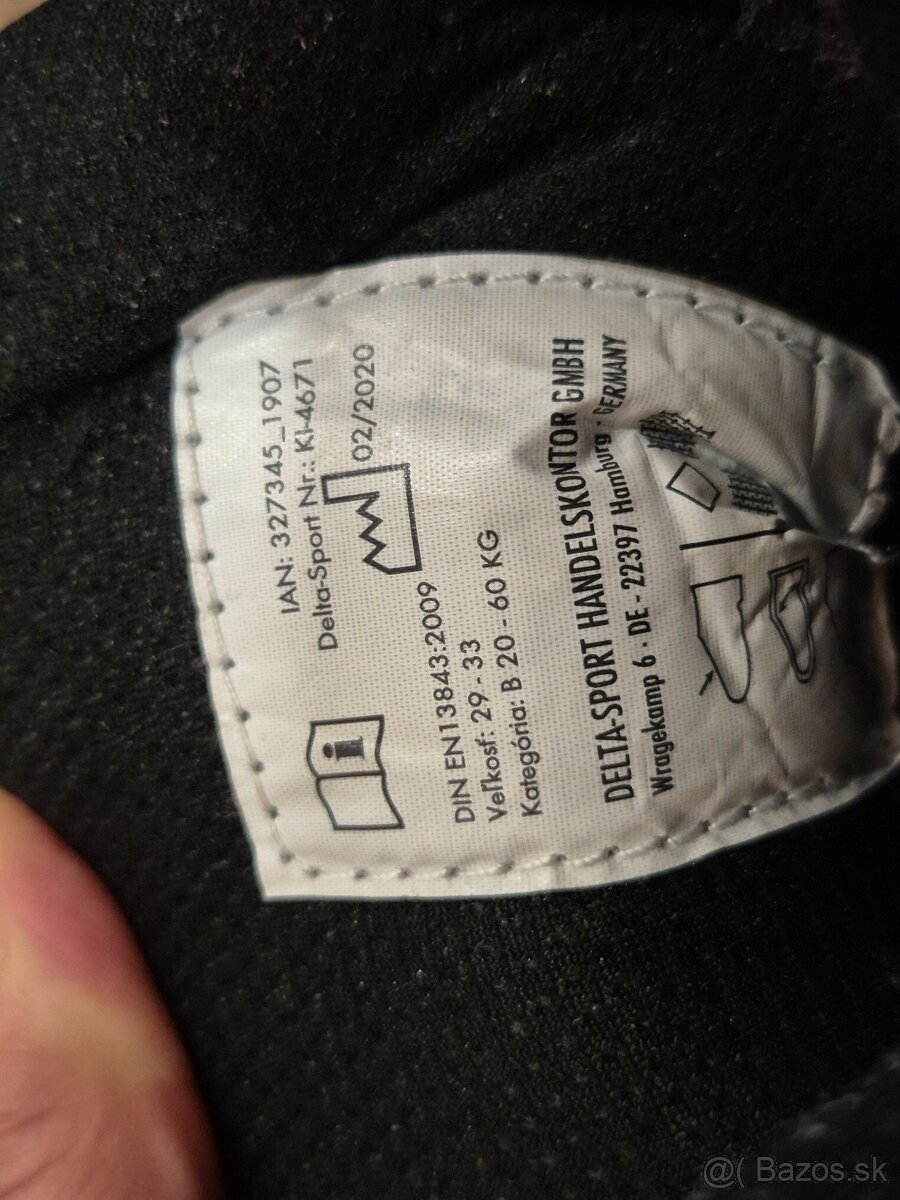 IAN: 327345_1907
Delta-Sport Nr.: KI-4671
02/2020
DIN EN13843:2009
Veľkosť: 29 - 33
Kategória: B 20 - 60 KG
DELTA-SPORT HANDELSKONTOR GMBH
Wragekamp 6 · DE - 22397 Hamburg · GERMANY
@( Bazos.sk